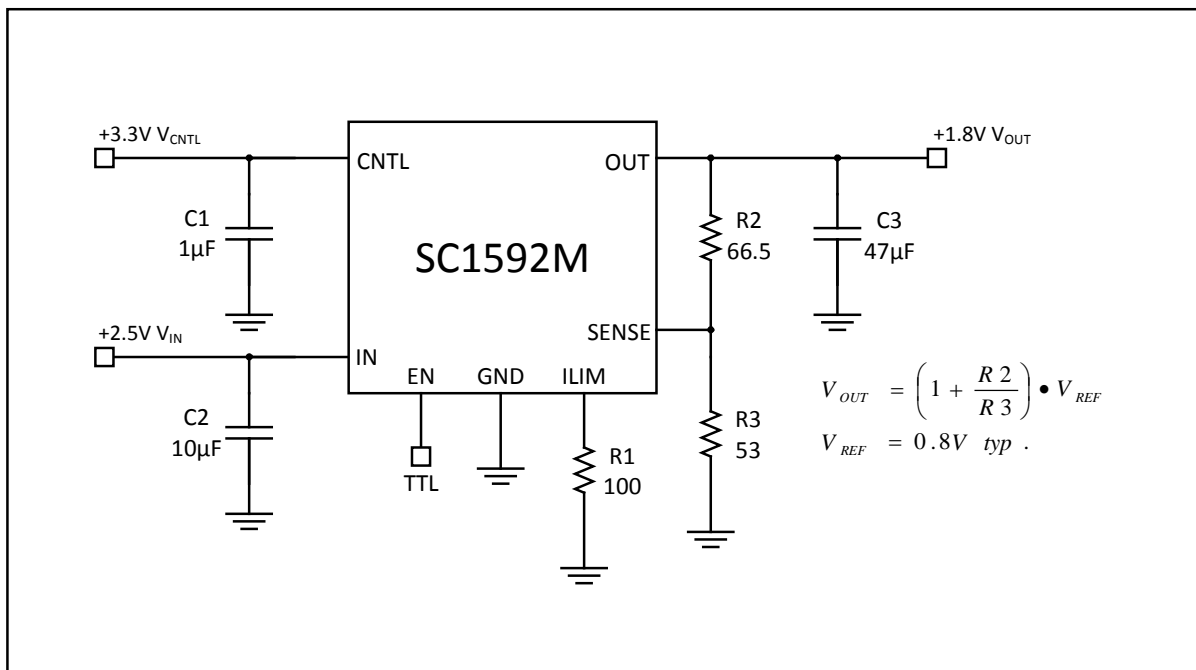 +3.3V VCNTL
CNTL
OUT
+1.8V VOUT
C1
1µF
R2
66.5
C3
47µF
SC1592M
+2.5V VIN
SENSE
IN
EN
GND
ILIM
C2
10µF
TTL
R1
100
R3
53
VOUT = (1 + R2/R3) • VREF
VREF = 0.8V typ .